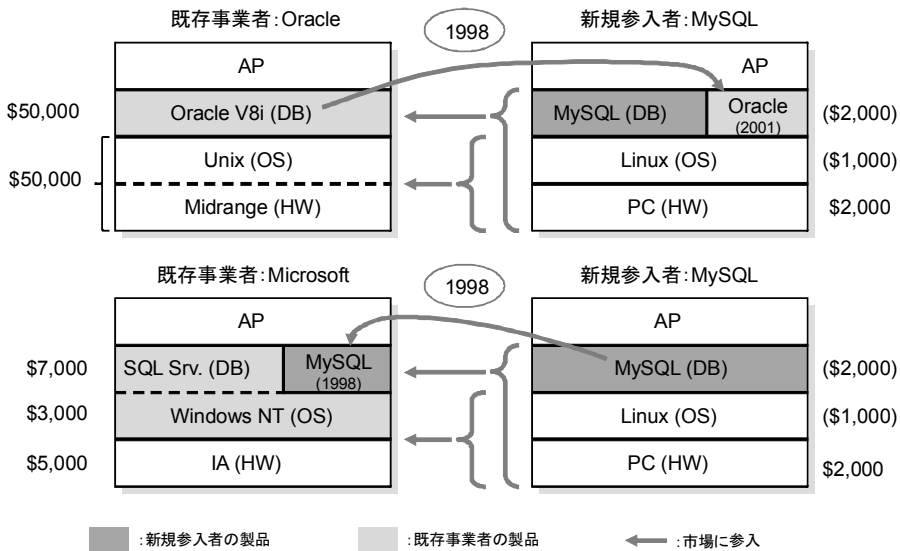 既存事業者：Oracle
1998
新規参入者：MySQL
AP
AP
$50,000
Oracle V8i (DB)
MySQL (DB)
Oracle
(2001)
($2,000)
Unix (OS)
Linux (OS)
($1,000)
$50,000
Midrange (HW)
PC (HW)
$2,000
既存事業者：Microsoft
1998
新規参入者：MySQL
AP
AP
$7,000
SQL Srv. (DB)
MySQL
(1998)
MySQL (DB)
($2,000)
$3,000
Windows NT (OS)
Linux (OS)
($1,000)
$5,000
IA (HW)
PC (HW)
$2,000
：新規参入者の製品
：既存事業者の製品
：市場に参入